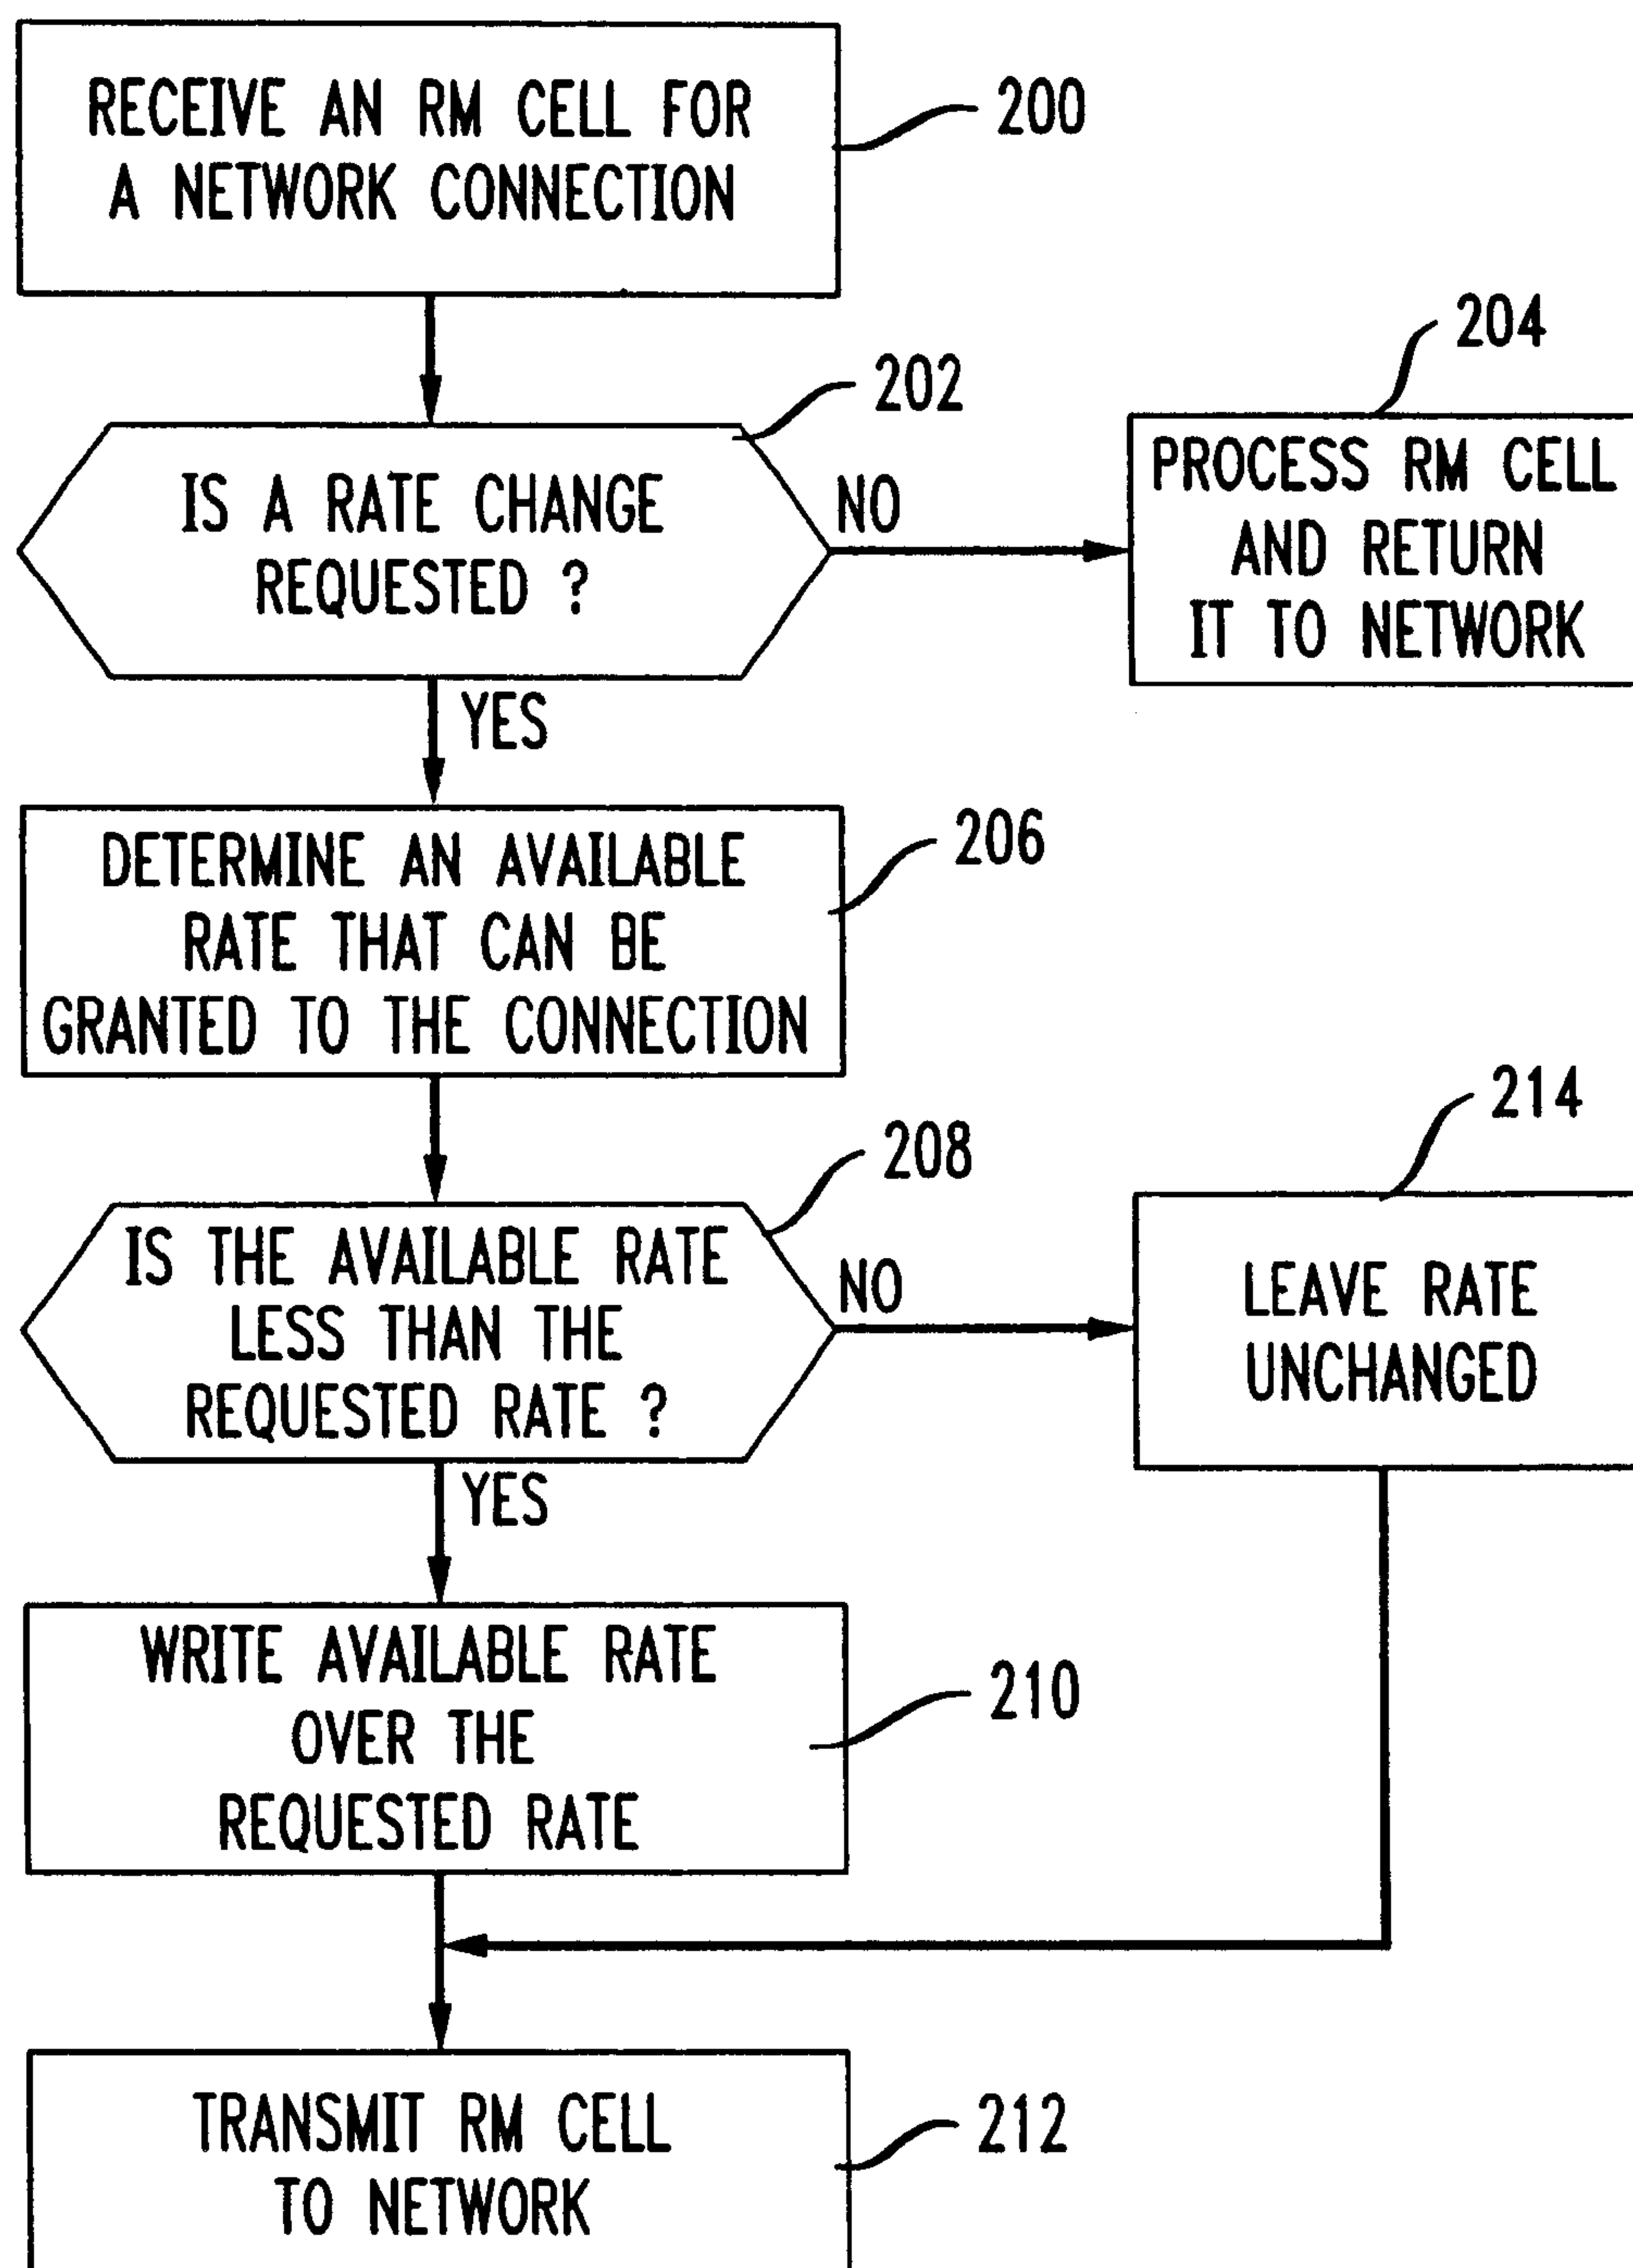 RECEIVE AN RM CELL FOR
A NETWORK CONNECTION
200
202
IS A RATE CHANGE
REQUESTED ?
NO
204
PROCESS RM CELL
AND RETURN
IT TO NETWORK
YES
DETERMINE AN AVAILABLE
RATE THAT CAN BE
GRANTED TO THE CONNECTION
206
208
IS THE AVAILABLE RATE
LESS THAN THE
REQUESTED RATE ?
NO
214
LEAVE RATE
UNCHANGED
YES
WRITE AVAILABLE RATE
OVER THE
REQUESTED RATE
210
TRANSMIT RM CELL
TO NETWORK
212